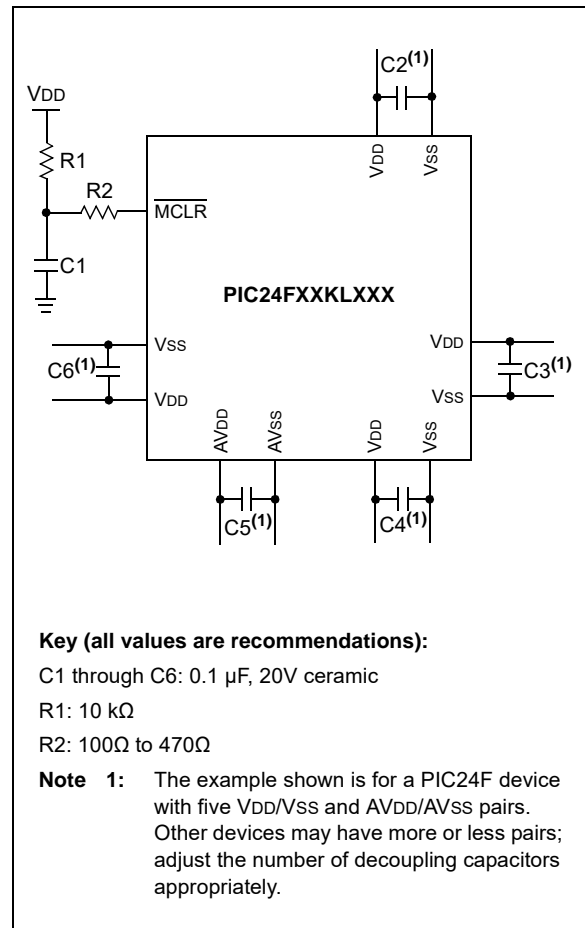 C2(1)
VDD
R1
R2
VDD
VSS
MCLR
C1
PIC24FXXKLXXX
VSS
VDD
C6(1)
C3(1)
VDD
VSS
AVDD
AVSS
VDD
VSS
C5(1)
C4(1)
Key (all values are recommendations):
C1 through C6: 0.1 µF, 20V ceramic
R1: 10 kΩ
R2: 100Ω to 470Ω
Note 1: The example shown is for a PIC24F device
with five VDD/VSS and AVDD/AVSS pairs.
Other devices may have more or less pairs;
adjust the number of decoupling capacitors
appropriately.